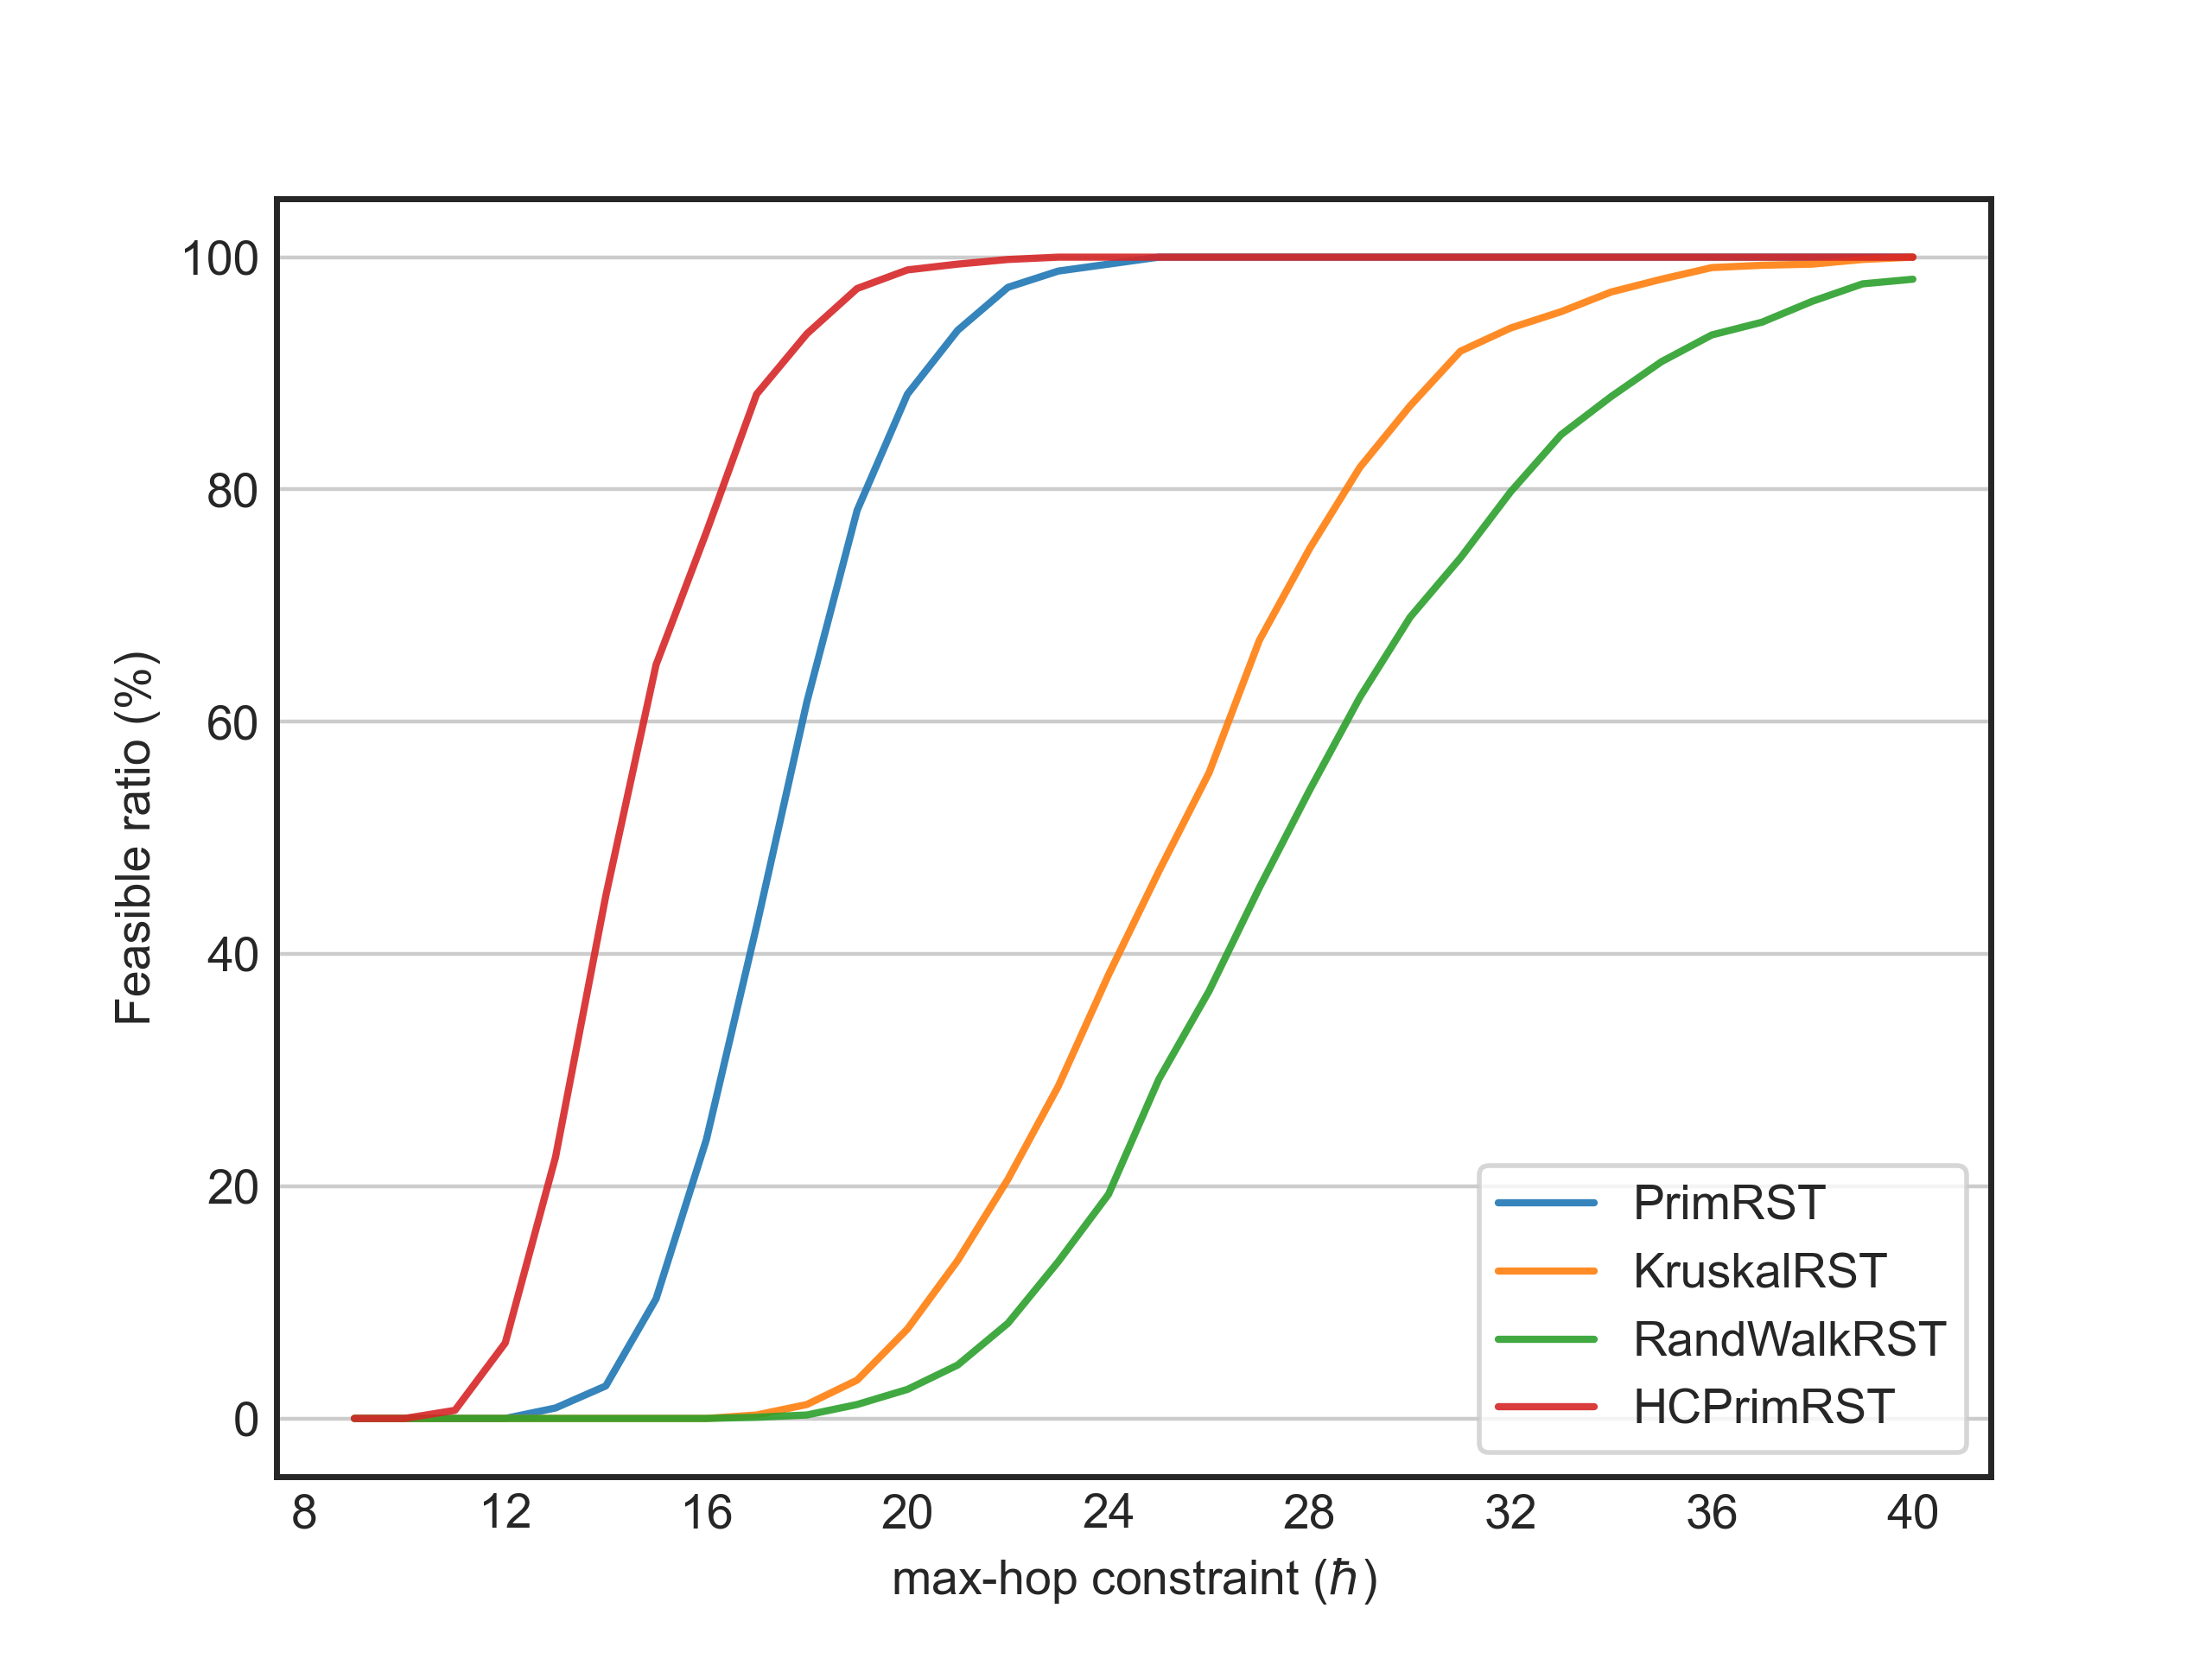 Feasible ratio (%)
100
80
60
40
20
0
8 12 16 20 24 28 32 36 40
max-hop constraint (ħ)
PrimRST
KruskalRST
RandWalkRST
HCPrimRST